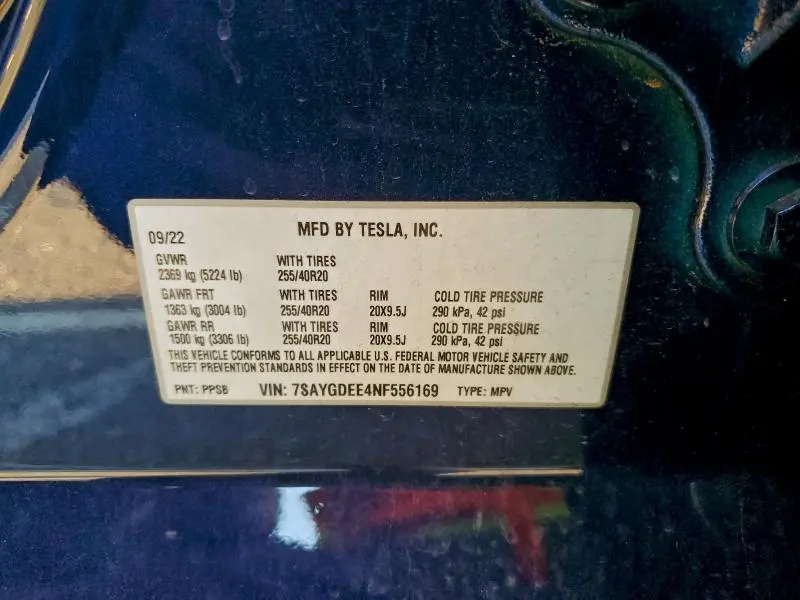 MFD BY TESLA, INC.
09/22
GVWR WITH TIRES
2369 kg (5224 lb) 255/40R20
GAWR FRT WITH TIRES RIM COLD TIRE PRESSURE
1363 kg (3004 lb) 255/40R20 20X9.5J 290 kPa, 42 psi
GAWR RR WITH TIRES RIM COLD TIRE PRESSURE
1500 kg (3306 lb) 255/40R20 20X9.5J 290 kPa, 42 psi
THIS VEHICLE CONFORMS TO ALL APPLICABLE U.S. FEDERAL MOTOR VEHICLE SAFETY AND
THEFT PREVENTION STANDARDS IN EFFECT ON THE DATE OF MANUFACTURE SHOWN ABOVE.
PNT: PPSB VIN: 7SAYGDEE4NF556169 TYPE: MPV